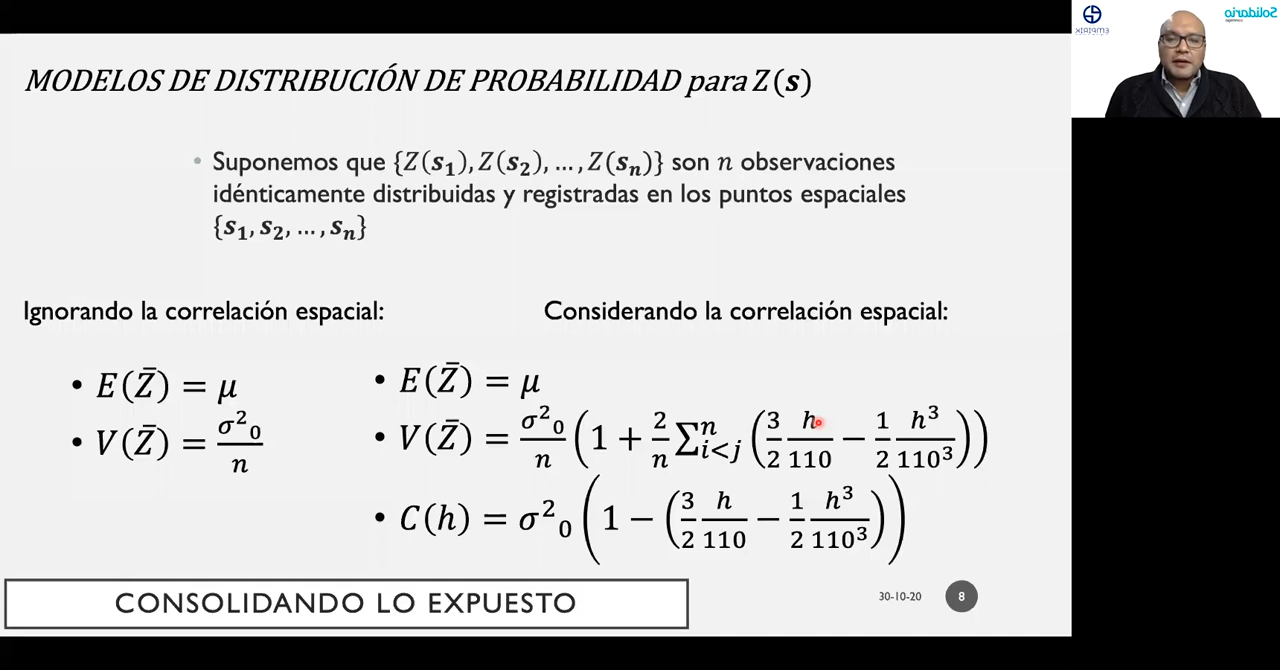 MODELOS DE DISTRIBUCIÓN DE PROBABILIDAD para Z(s)
• Suponemos que {Z(s₁), Z(s₂), …, Z(sₙ)} son n observaciones
idénticamente distribuidas y registradas en los puntos espaciales
{s₁, s₂, …, sₙ}
Ignorando la correlación espacial:
• E(Z̄) = μ
• V(Z̄) = σ²₀/n
Considerando la correlación espacial:
• E(Z̄) = μ
• V(Z̄) = σ²₀/n (1 + 2/n ∑ⁿᵢ<ⱼ (3/2 h/110 − 1/2 h³/110³))
• C(h) = σ²₀ (1 − (3/2 h/110 − 1/2 h³/110³))
CONSOLIDANDO LO EXPUESTO
30-10-20
8
EMPIRIX
Solidario